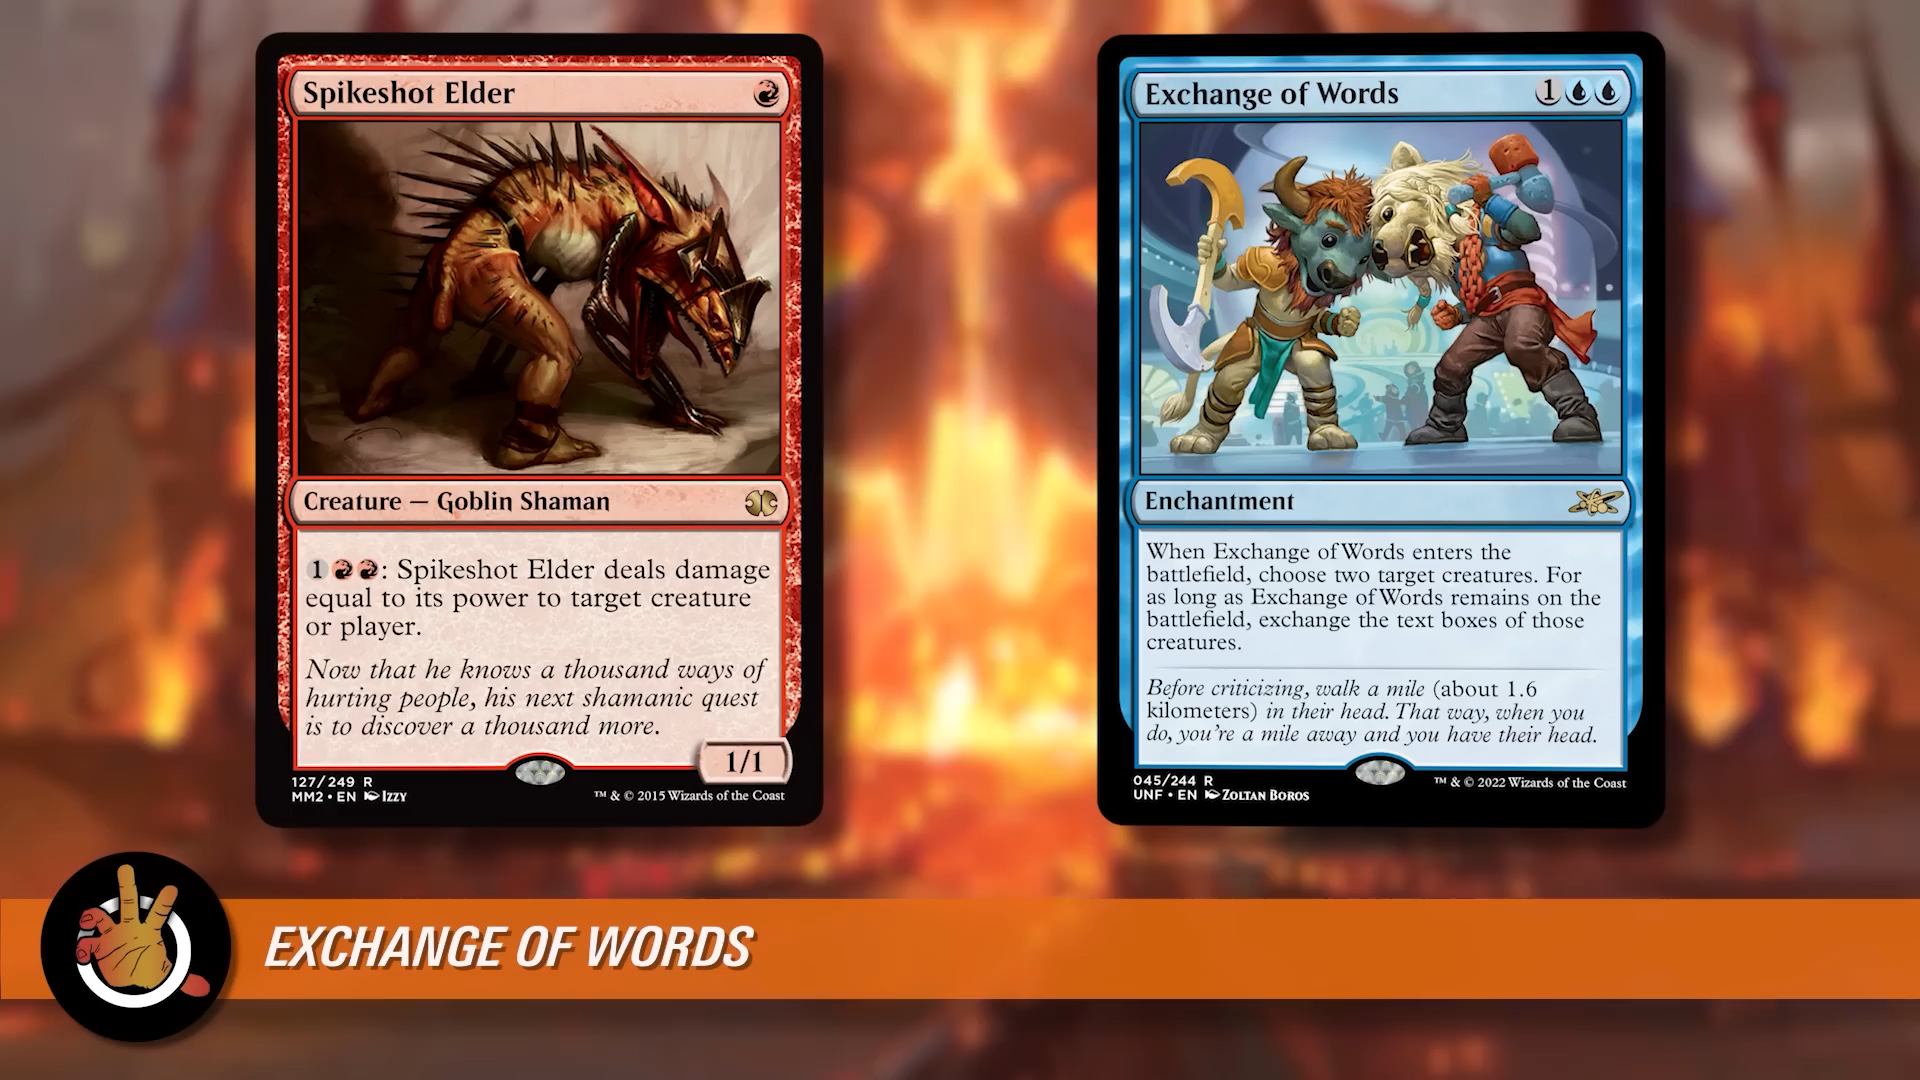 Spikeshot Elder
Creature — Goblin Shaman
1: Spikeshot Elder deals damage
equal to its power to target creature
or player.
Now that he knows a thousand ways of
hurting people, his next shamanic quest
is to discover a thousand more.
1/1
127/249 R
MM2 • EN Izzy
™ & © 2015 Wizards of the Coast
Exchange of Words
1
Enchantment
When Exchange of Words enters the
battlefield, choose two target creatures. For
as long as Exchange of Words remains on the
battlefield, exchange the text boxes of those
creatures.
Before criticizing, walk a mile (about 1.6
kilometers) in their head. That way, when you
do, you're a mile away and you have their head.
045/244 R
UNF • EN Zoltan Boros
™ & © 2022 Wizards of the Coast
EXCHANGE OF WORDS